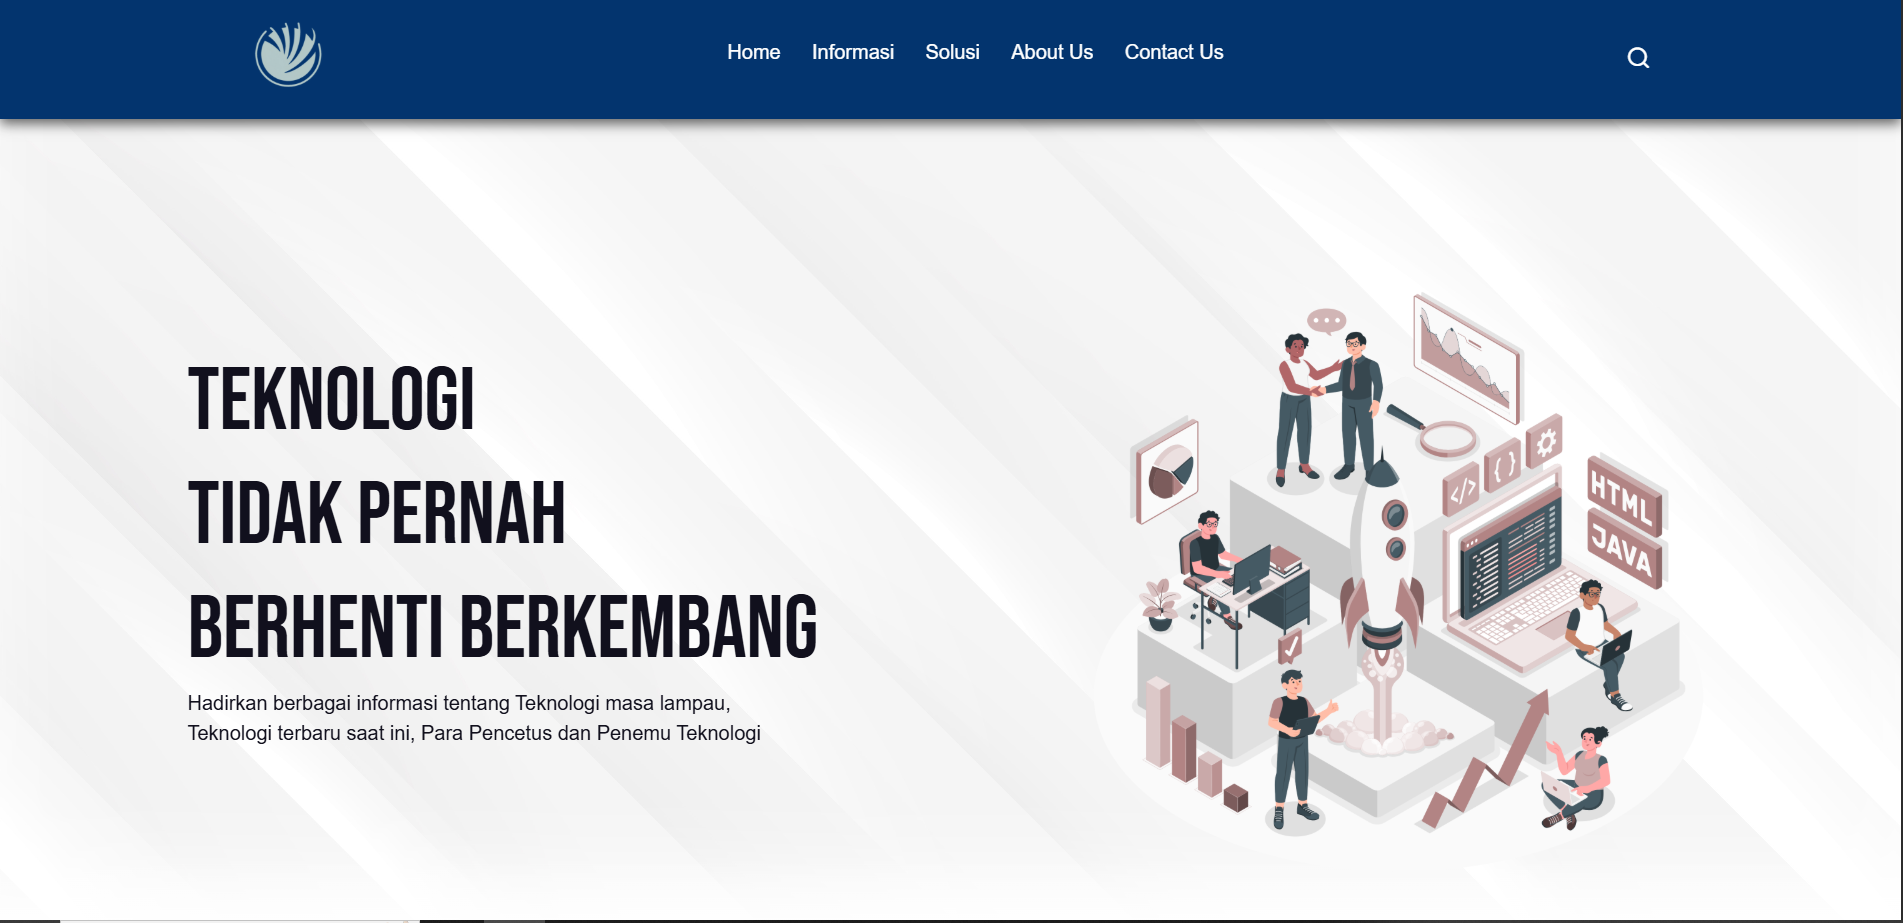 Home Informasi Solusi About Us Contact Us
TEKNOLOGI
TIDAK PERNAH
BERHENTI BERKEMBANG
Hadirkan berbagai informasi tentang Teknologi masa lampau,
Teknologi terbaru saat ini, Para Pencetus dan Penemu Teknologi
</>
{ }
HTML
JAVA